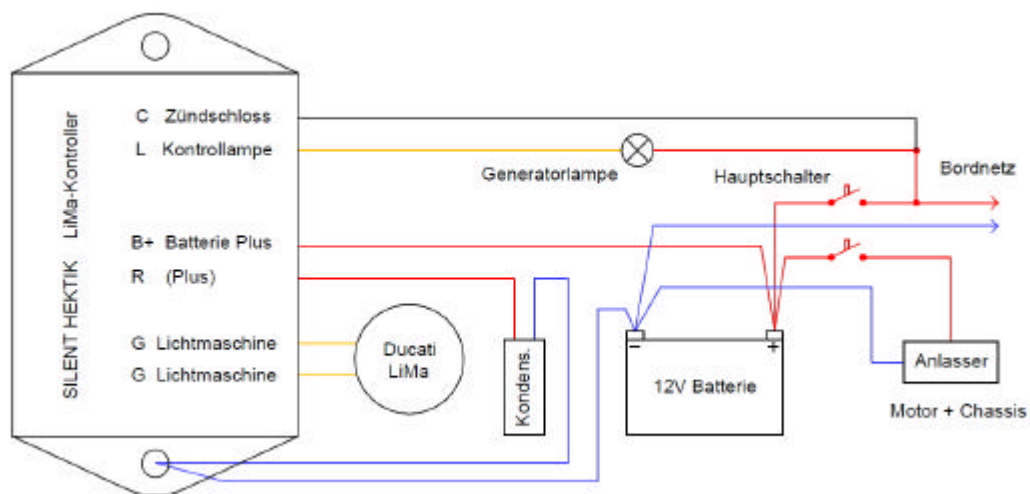 SILENT HEKTIK LiMa-Kontroller
C Zündschloss
L Kontrollampe
B+ Batterie Plus
R (Plus)
G Lichtmaschine
G Lichtmaschine
Ducati
LiMa
Kondens.
Generatorlampe
Hauptschalter
Bordnetz
− +
12V Batterie
Anlasser
Motor + Chassis